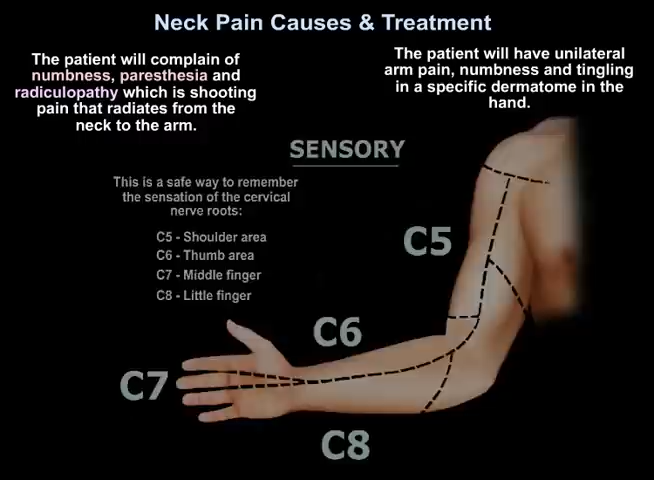 Neck Pain Causes & Treatment
The patient will complain of
numbness, paresthesia and
radiculopathy which is shooting
pain that radiates from the
neck to the arm.
The patient will have unilateral
arm pain, numbness and tingling
in a specific dermatome in the
hand.
SENSORY
This is a safe way to remember
the sensation of the cervical
nerve roots:
C5 - Shoulder area
C6 - Thumb area
C7 - Middle finger
C8 - Little finger
C5
C6
C7
C8